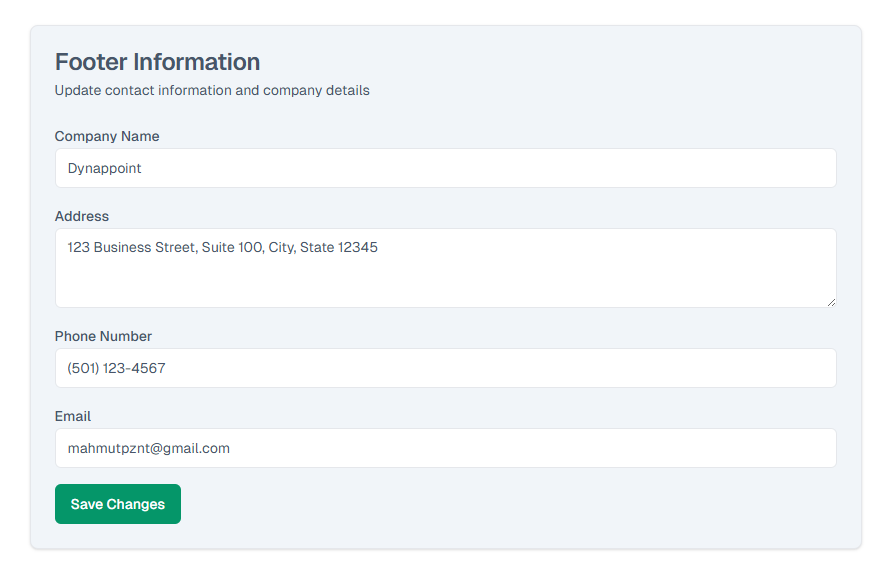 Footer Information
Update contact information and company details
Company Name
Dynappoint
Address
123 Business Street, Suite 100, City, State 12345
Phone Number
(501) 123-4567
Email
mahmutpznt@gmail.com
Save Changes